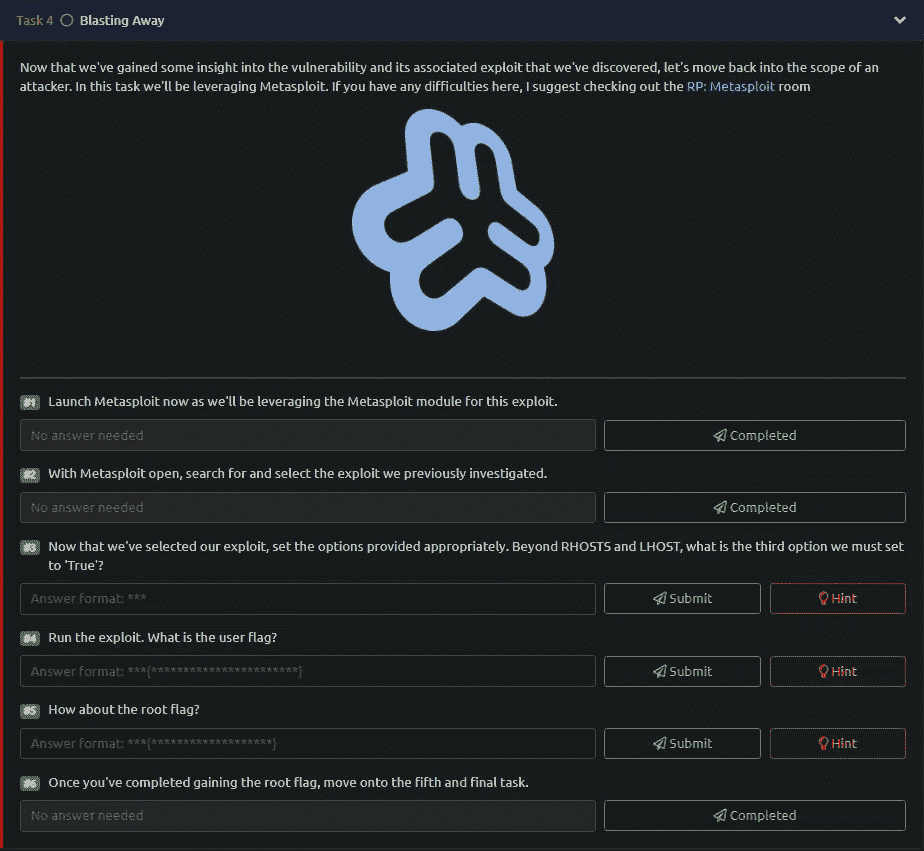 Task 4 Blasting Away
Now that we've gained some insight into the vulnerability and its associated exploit that we've discovered, let's move back into the scope of an
attacker. In this task we'll be leveraging Metasploit. If you have any difficulties here, I suggest checking out the RP: Metasploit room
#1 Launch Metasploit now as we'll be leveraging the Metasploit module for this exploit.
No answer needed Completed
#2 With Metasploit open, search for and select the exploit we previously investigated.
No answer needed Completed
#3 Now that we've selected our exploit, set the options provided appropriately. Beyond RHOSTS and LHOST, what is the third option we must set
to 'True'?
Answer format: *** Submit Hint
#4 Run the exploit. What is the user flag?
Answer format: ***{************************} Submit Hint
#5 How about the root flag?
Answer format: ***{********************} Submit Hint
#6 Once you've completed gaining the root flag, move onto the fifth and final task.
No answer needed Completed